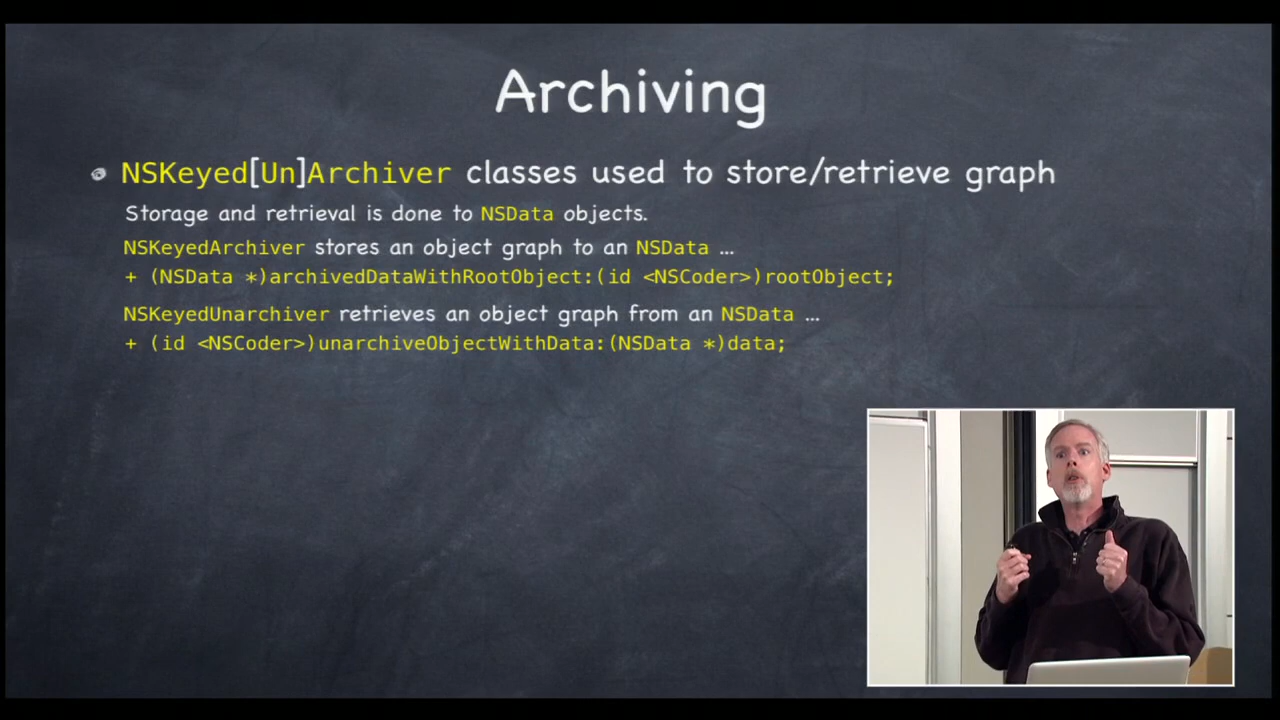 Archiving
NSKeyed[Un]Archiver classes used to store/retrieve graph
Storage and retrieval is done to NSData objects.
NSKeyedArchiver stores an object graph to an NSData ...
+ (NSData *)archivedDataWithRootObject:(id <NSCoder>)rootObject;
NSKeyedUnarchiver retrieves an object graph from an NSData ...
+ (id <NSCoder>)unarchiveObjectWithData:(NSData *)data;